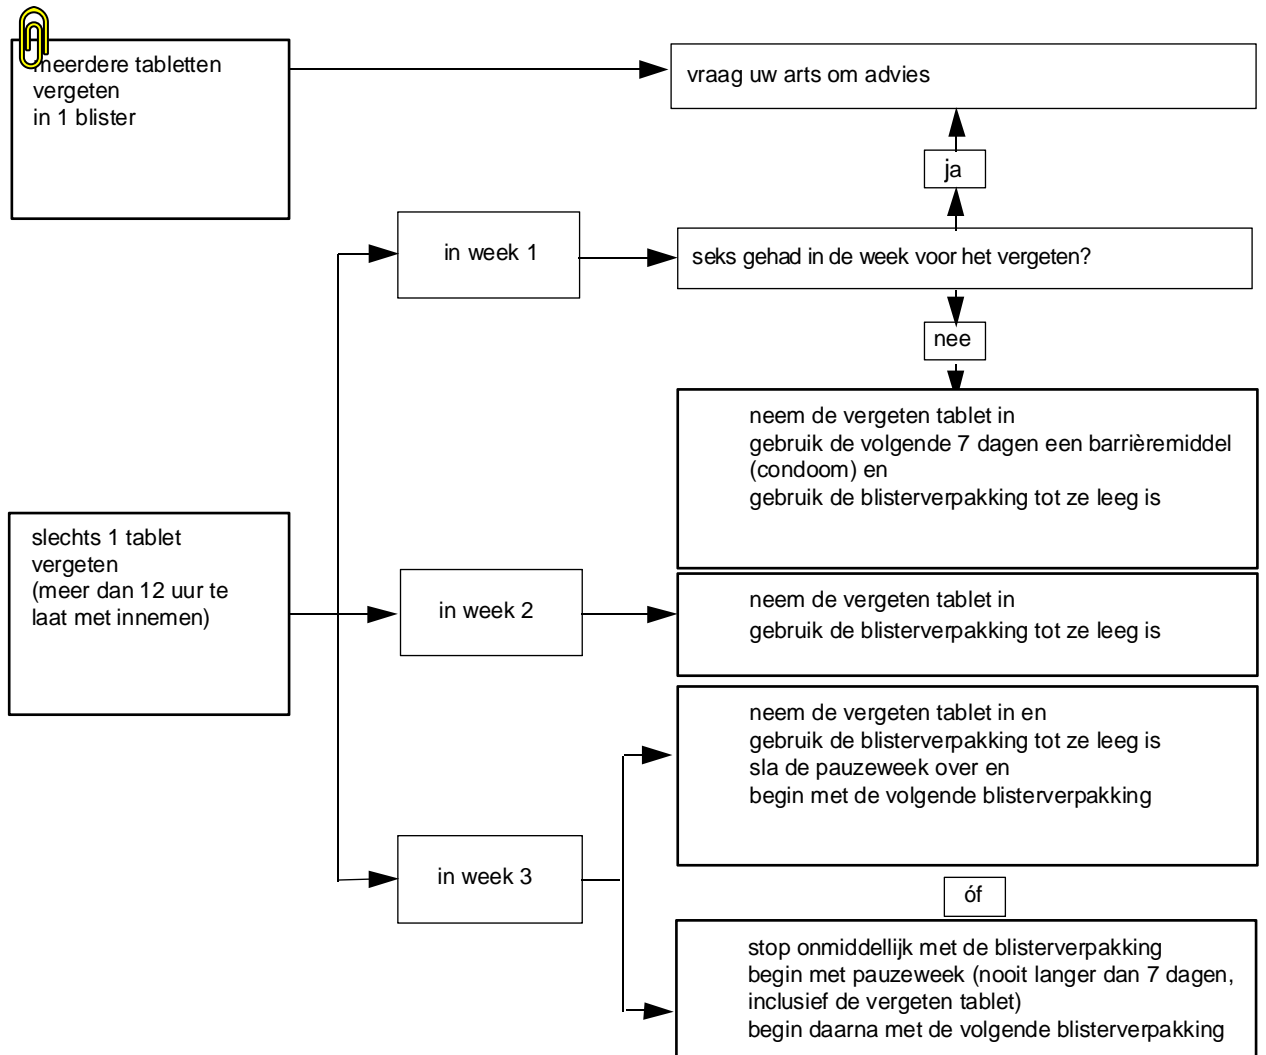 meerdere tabletten
vergeten
in 1 blister
vraag uw arts om advies
ja
in week 1
seks gehad in de week voor het vergeten?
nee
neem de vergeten tablet in
gebruik de volgende 7 dagen een barrièremiddel
(condoom) en
gebruik de blisterverpakking tot ze leeg is
slechts 1 tablet
vergeten
(meer dan 12 uur te
laat met innemen)
in week 2
neem de vergeten tablet in
gebruik de blisterverpakking tot ze leeg is
in week 3
neem de vergeten tablet in en
gebruik de blisterverpakking tot ze leeg is
sla de pauzeweek over en
begin met de volgende blisterverpakking
óf
stop onmiddellijk met de blisterverpakking
begin met pauzeweek (nooit langer dan 7 dagen,
inclusief de vergeten tablet)
begin daarna met de volgende blisterverpakking